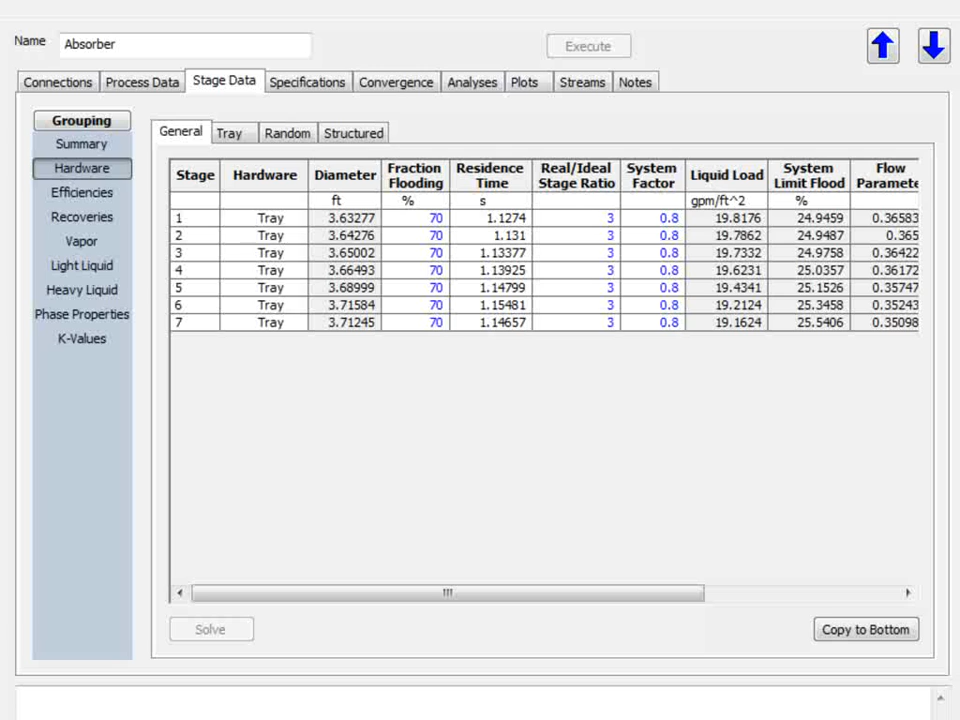 Name Absorber Execute
Connections Process Data Stage Data Specifications Convergence Analyses Plots Streams Notes
Grouping
Summary
Hardware
Efficiencies
Recoveries
Vapor
Light Liquid
Heavy Liquid
Phase Properties
K-Values
General Tray Random Structured
Stage Hardware Diameter Fraction Flooding Residence Time Real/Ideal Stage Ratio System Factor Liquid Load System Limit Flood Flow Paramete
ft % s gpm/ft^2 %
1 Tray 3.63277 70 1.1274 3 0.8 19.8176 24.9459 0.36583
2 Tray 3.64276 70 1.131 3 0.8 19.7862 24.9487 0.365
3 Tray 3.65002 70 1.13377 3 0.8 19.7332 24.9758 0.36422
4 Tray 3.66493 70 1.13925 3 0.8 19.6231 25.0357 0.36172
5 Tray 3.68999 70 1.14799 3 0.8 19.4341 25.1526 0.35747
6 Tray 3.71584 70 1.15481 3 0.8 19.2124 25.3458 0.35243
7 Tray 3.71245 70 1.14657 3 0.8 19.1624 25.5406 0.35098
Solve Copy to Bottom